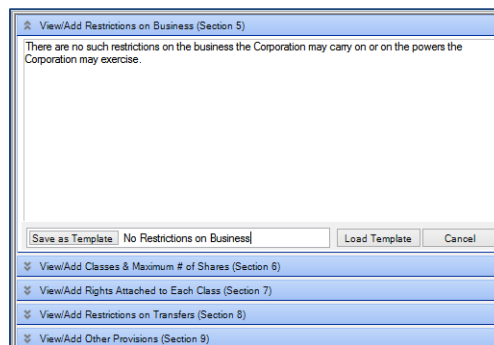 View/Add Restrictions on Business (Section 5)
There are no such restrictions on the business the Corporation may carry on or on the powers the
Corporation may exercise.
Save as Template No Restrictions on Business Load Template Cancel
View/Add Classes & Maximum # of Shares (Section 6)
View/Add Rights Attached to Each Class (Section 7)
View/Add Restrictions on Transfers (Section 8)
View/Add Other Provisions (Section 9)